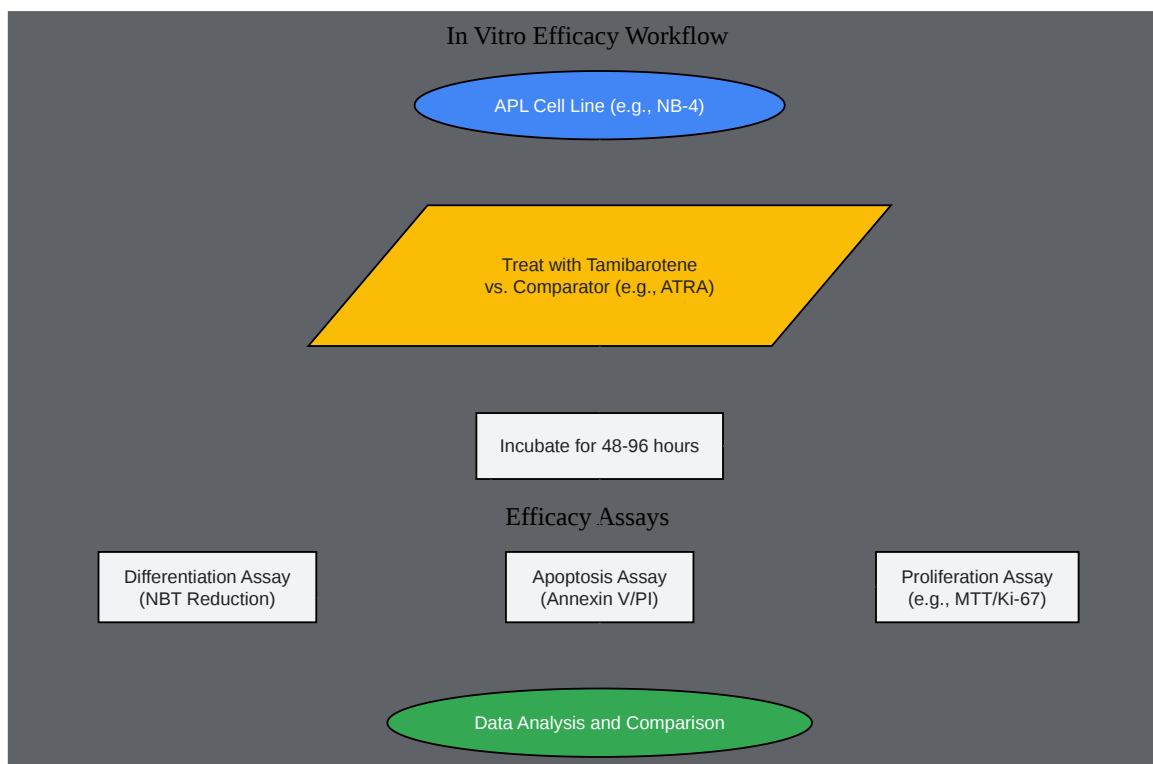 In Vitro Efficacy Workflow
APL Cell Line (e.g., NB-4)
Treat with Tamibarotene
vs. Comparator (e.g., ATRA)
Incubate for 48-96 hours
Efficacy Assays
Differentiation Assay
(NBT Reduction)
Apoptosis Assay
(Annexin V/PI)
Proliferation Assay
(e.g., MTT/Ki-67)
Data Analysis and Comparison